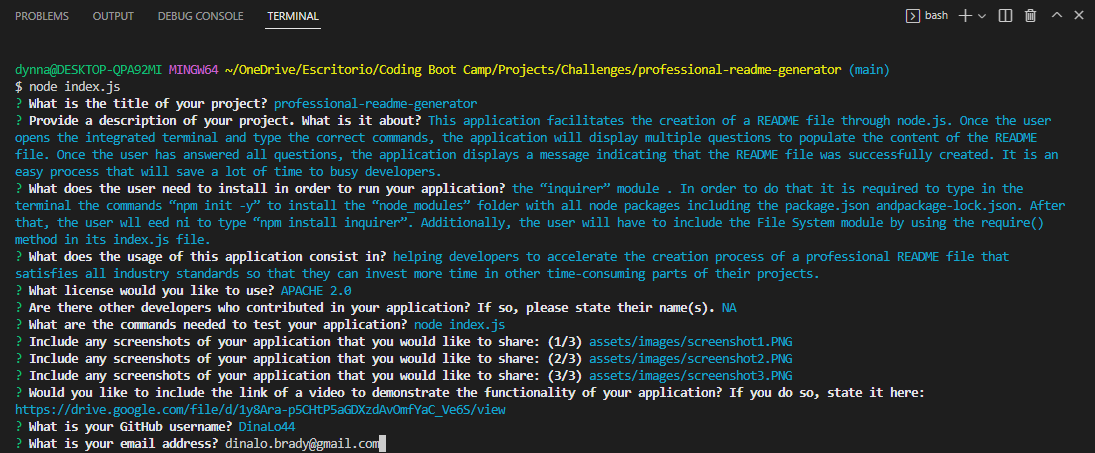 PROBLEMS OUTPUT DEBUG CONSOLE TERMINAL bash
dynna@DESKTOP-QPA92MI MINGW64 ~/OneDrive/Escritorio/Coding Boot Camp/Projects/Challenges/professional-readme-generator (main)
$ node index.js
? What is the title of your project? professional-readme-generator
? Provide a description of your project. What is it about? This application facilitates the creation of a README file through node.js. Once the user
opens the integrated terminal and type the correct commands, the application will display multiple questions to populate the content of the README
file. Once the user has answered all questions, the application displays a message indicating that the README file was successfully created. It is an
easy process that will save a lot of time to busy developers.
? What does the user need to install in order to run your application? the “inquirer” module . In order to do that it is required to type in the
terminal the commands “npm init -y” to install the “node_modules” folder with all node packages including the package.json andpackage-lock.json. After
that, the user wll eed ni to type “npm install inquirer”. Additionally, the user will have to include the File System module by using the require()
method in its index.js file.
? What does the usage of this application consist in? helping developers to accelerate the creation process of a professional README file that
satisfies all industry standards so that they can invest more time in other time-consuming parts of their projects.
? What license would you like to use? APACHE 2.0
? Are there other developers who contributed in your application? If so, please state their name(s). NA
? What are the commands needed to test your application? node index.js
? Include any screenshots of your application that you would like to share: (1/3) assets/images/screenshot1.PNG
? Include any screenshots of your application that you would like to share: (2/3) assets/images/screenshot2.PNG
? Include any screenshots of your application that you would like to share: (3/3) assets/images/screenshot3.PNG
? Would you like to include the link of a video to demonstrate the functionality of your application? If you do so, state it here:
https://drive.google.com/file/d/1y8Ara-p5CHtP5aGDXzdAvOmfYaC_Ve6S/view
? What is your GitHub username? DinaLo44
? What is your email address? dinalo.brady@gmail.com